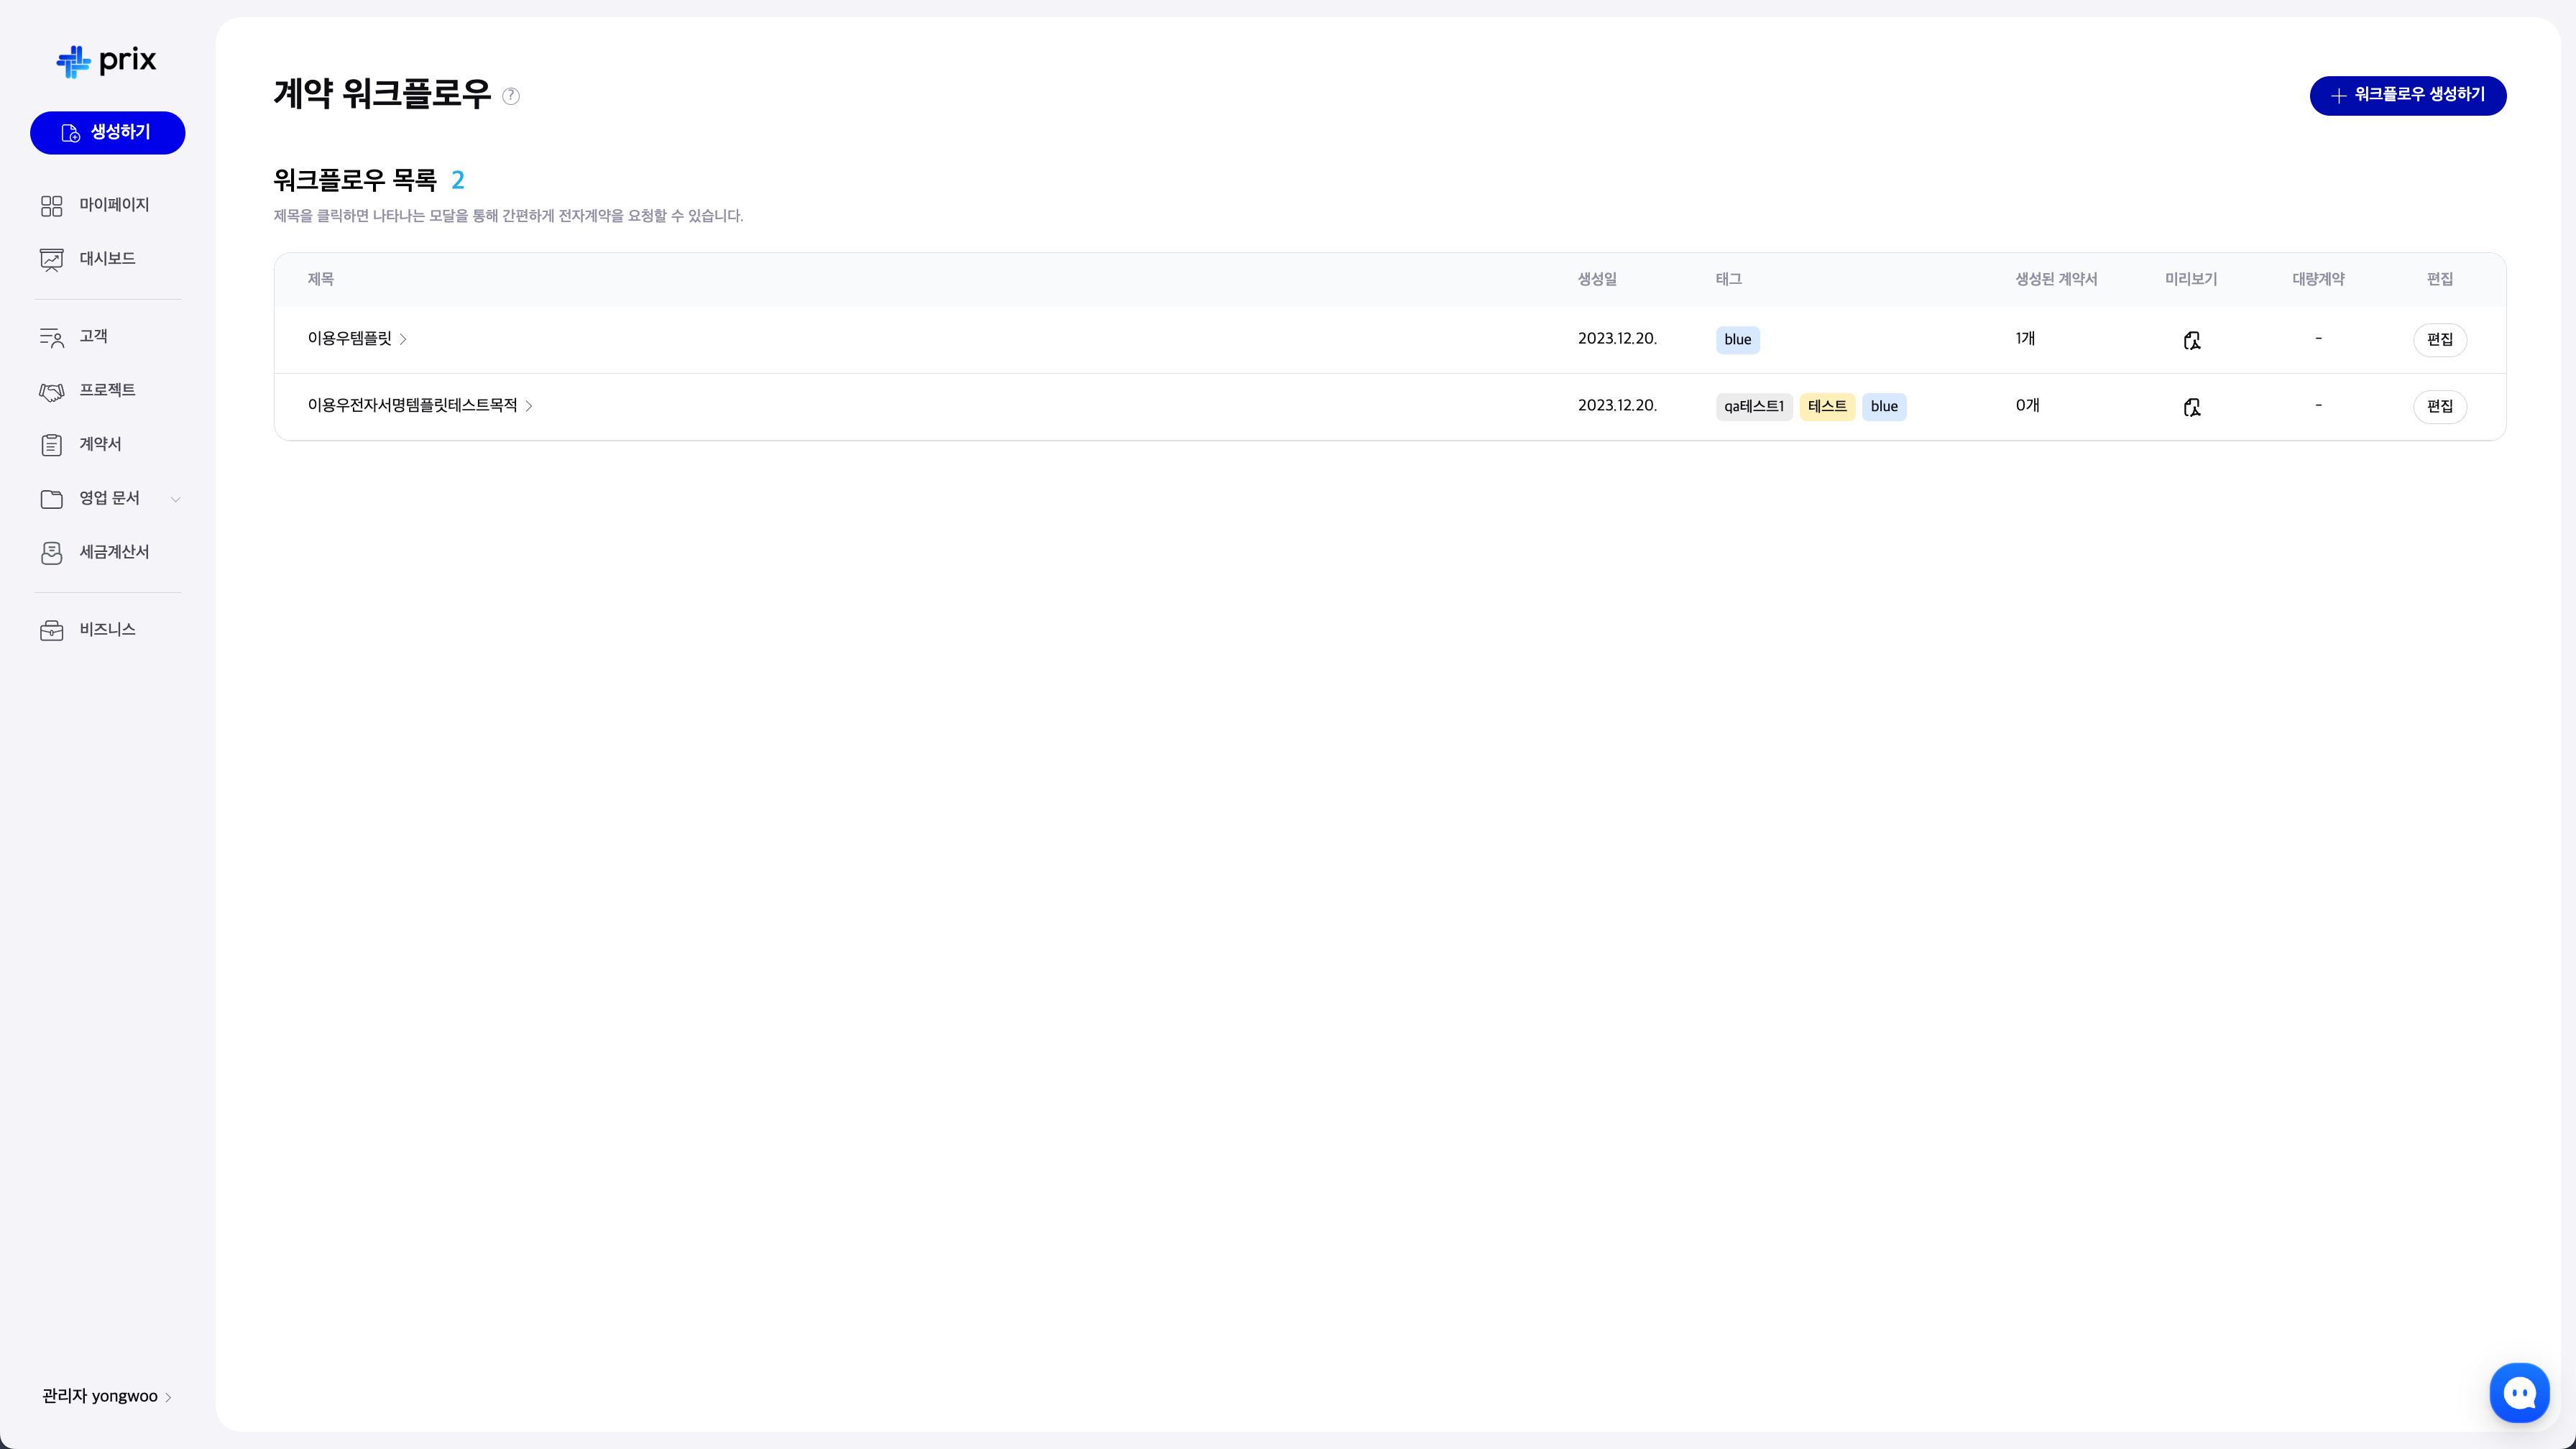 prix
생성하기
마이페이지
대시보드
고객
프로젝트
계약서
영업 문서
세금계산서
비즈니스
관리자 yongwoo
계약 워크플로우 ?
워크플로우 생성하기
워크플로우 목록 2
제목을 클릭하면 나타나는 모달을 통해 간편하게 전자계약을 요청할 수 있습니다.
제목 생성일 태그 생성된 계약서 미리보기 대량계약 편집
이용우템플릿 2023.12.20. blue 1개 - 편집
이용우전자서명템플릿테스트목적 2023.12.20. qa테스트1 테스트 blue 0개 - 편집